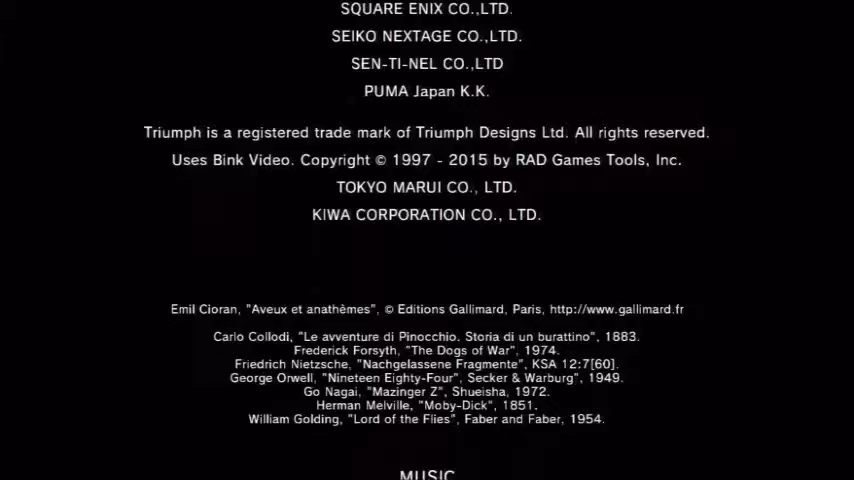 SQUARE ENIX CO.,LTD.
SEIKO NEXTAGE CO.,LTD.
SEN-TI-NEL CO.,LTD
PUMA Japan K.K.
Triumph is a registered trade mark of Triumph Designs Ltd. All rights reserved.
Uses Bink Video. Copyright © 1997 - 2015 by RAD Games Tools, Inc.
TOKYO MARUI CO., LTD.
KIWA CORPORATION CO., LTD.
Emil Cioran, "Aveux et anathèmes", © Editions Gallimard, Paris, http://www.gallimard.fr
Carlo Collodi, "Le avventure di Pinocchio. Storia di un burattino", 1883.
Frederick Forsyth, "The Dogs of War", 1974.
Friedrich Nietzsche, "Nachgelassene Fragmente", KSA 12:7[60].
George Orwell, "Nineteen Eighty-Four", Secker & Warburg", 1949.
Go Nagai, "Mazinger Z", Shueisha, 1972.
Herman Melville, "Moby-Dick", 1851.
William Golding, "Lord of the Flies", Faber and Faber, 1954.
MUSIC